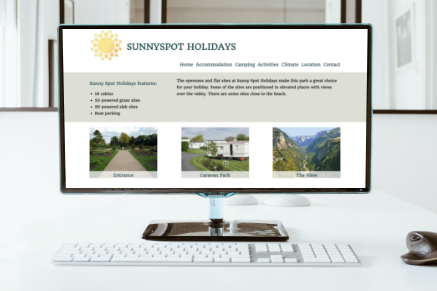 SUNNYSPOT HOLIDAYS
Home Accommodation Camping Activities Climate Location Contact
Sunny Spot Holidays features:
• 10 cabins
• 20 powered grass sites
• 50 powered slab sites
• Boat parking
The openness and flat sites at Sunny Spot Holidays make this park a great choice
for your holiday. Some of the sites are positioned in elevated places with views
over the valley. There are some sites close to the beach.
Entrance
Caravan Park
The View